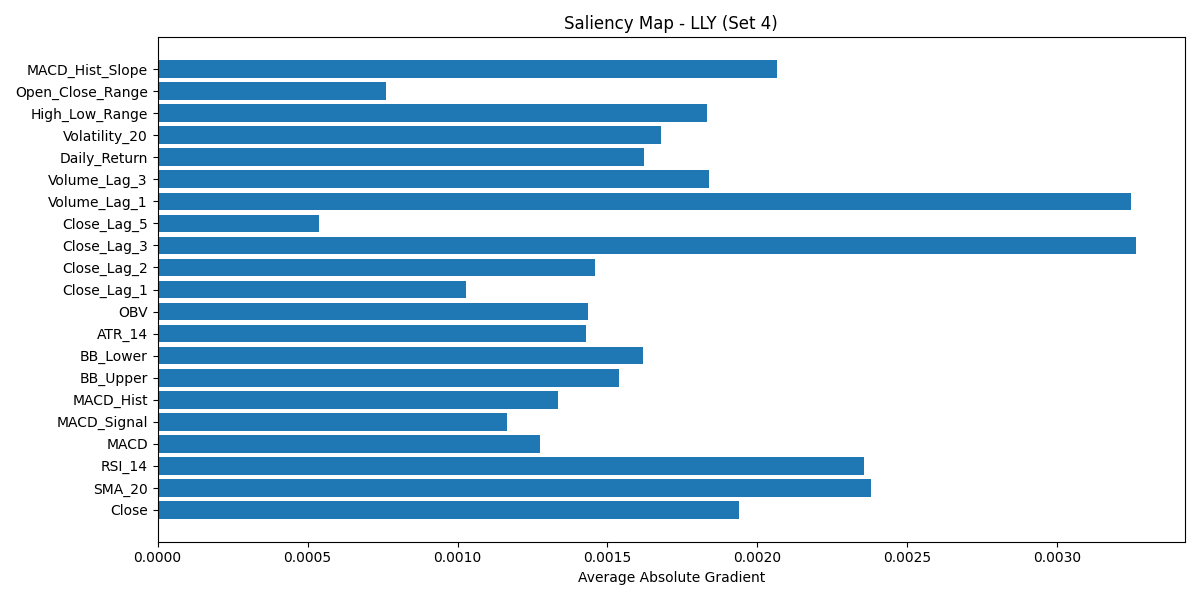 Saliency Map - LLY (Set 4)
MACD_Hist_Slope
Open_Close_Range
High_Low_Range
Volatility_20
Daily_Return
Volume_Lag_3
Volume_Lag_1
Close_Lag_5
Close_Lag_3
Close_Lag_2
Close_Lag_1
OBV
ATR_14
BB_Lower
BB_Upper
MACD_Hist
MACD_Signal
MACD
RSI_14
SMA_20
Close
0.0000 0.0005 0.0010 0.0015 0.0020 0.0025 0.0030
Average Absolute Gradient